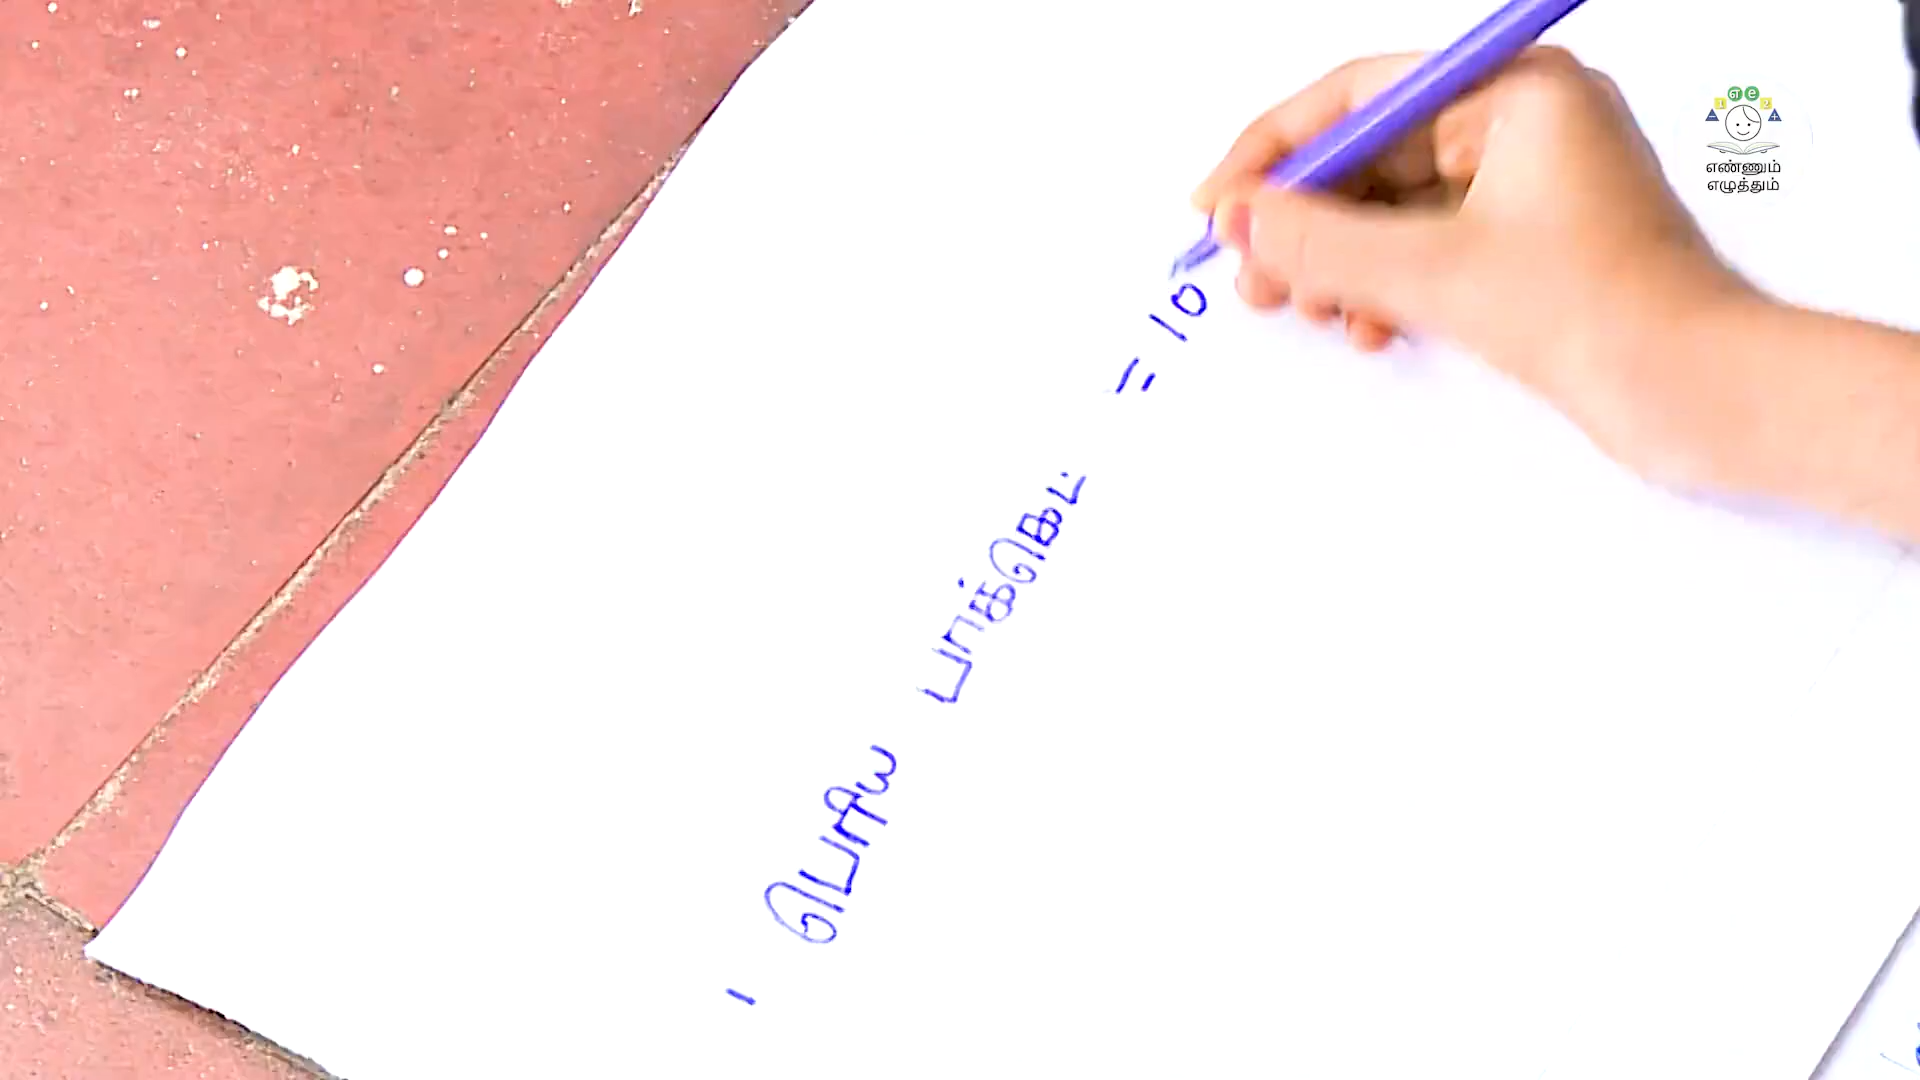 எண்ணும்
எழுத்தும்
1 பெரிய பாக்கெட் = 10